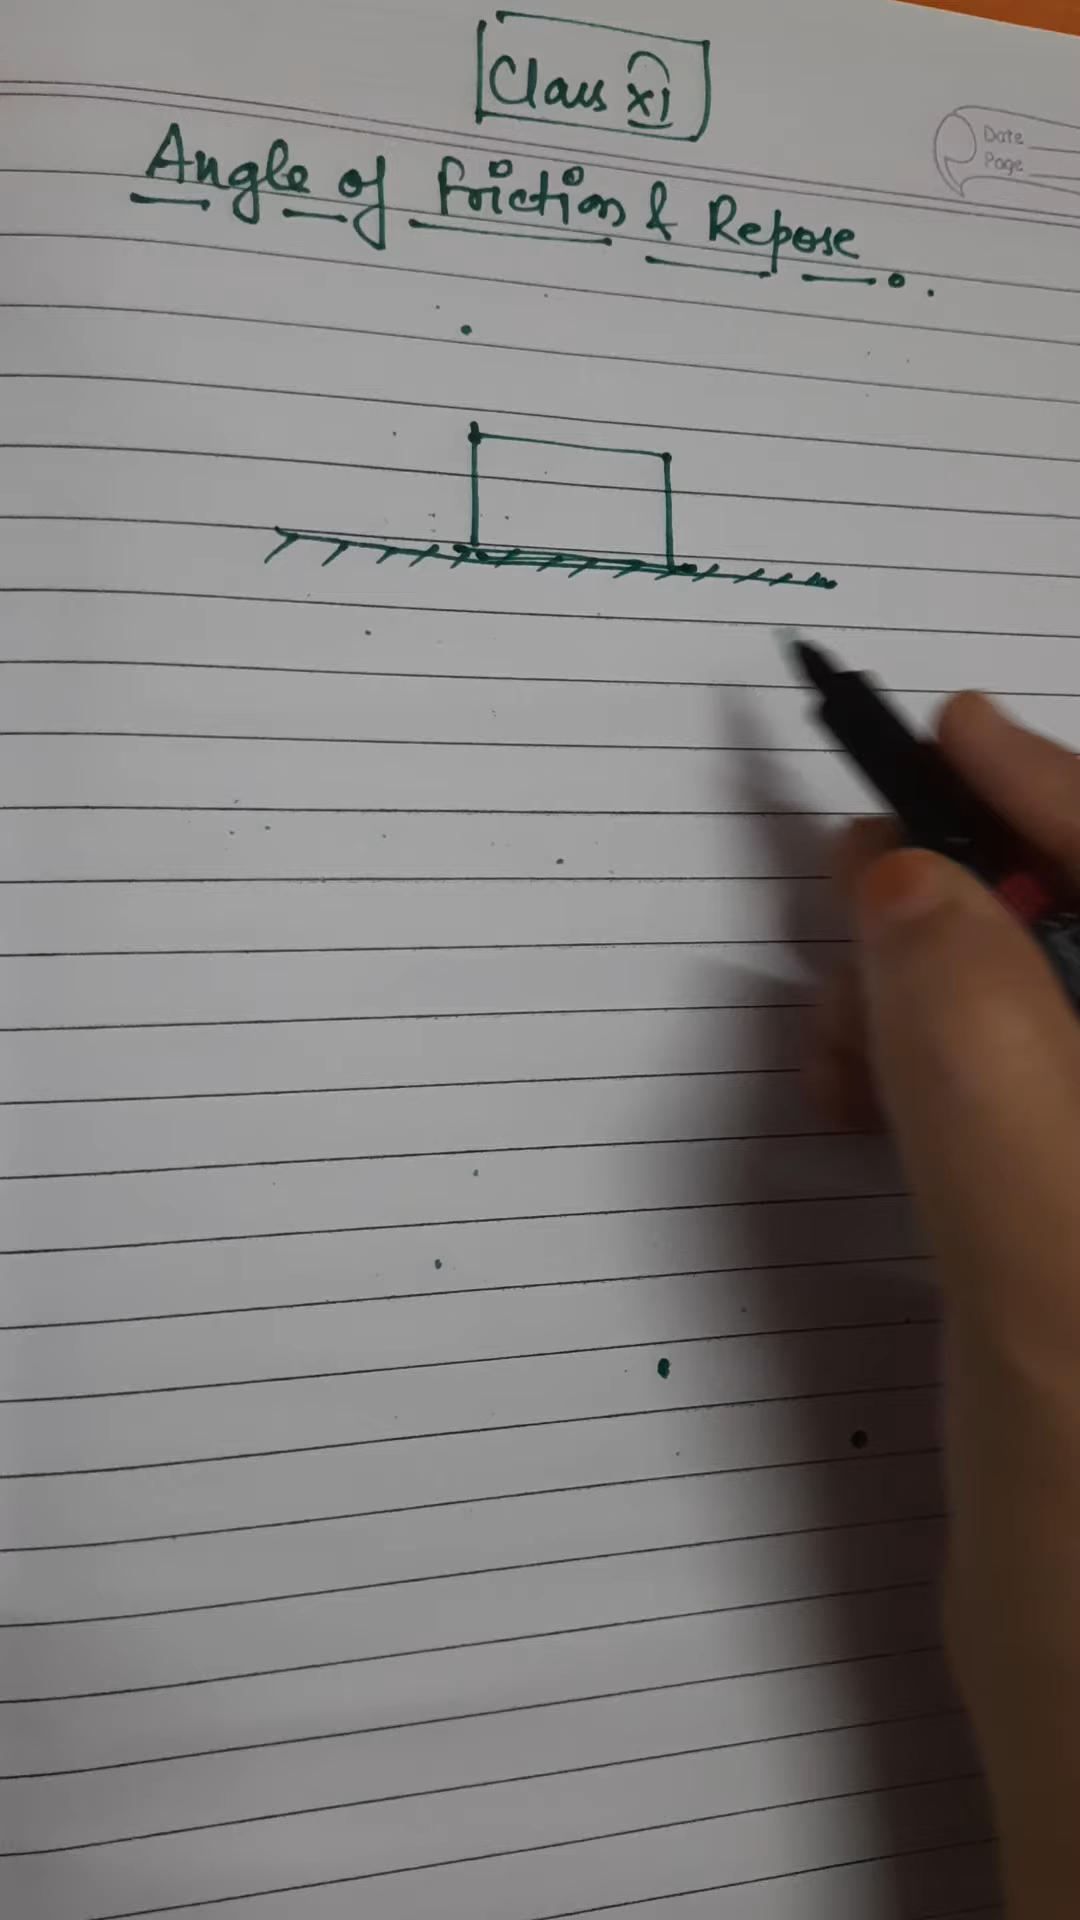 Class XI
Date
Page
Angle of friction & Repose.